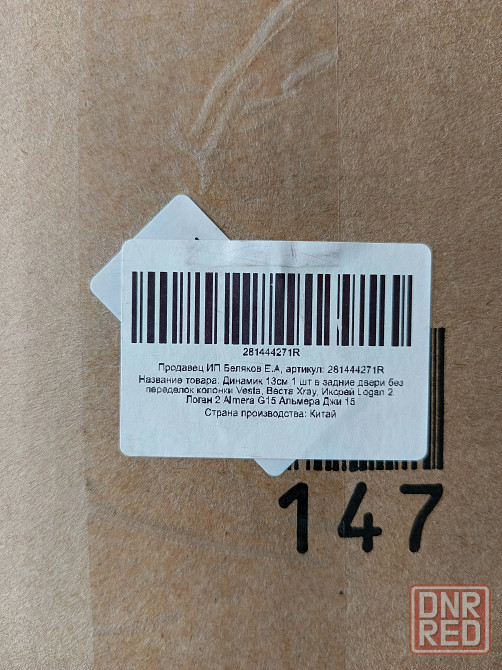 281444271R
Продавец ИП Беляков Е.А, артикул: 281444271R
Название товара: Динамик 13см 1 шт в задние двери без
переделок колонки Vesta, Веста Xray, Иксрей Logan 2
Логан 2 Almera G15 Альмера Джи 15
Страна производства: Китай
147
DNR
RED